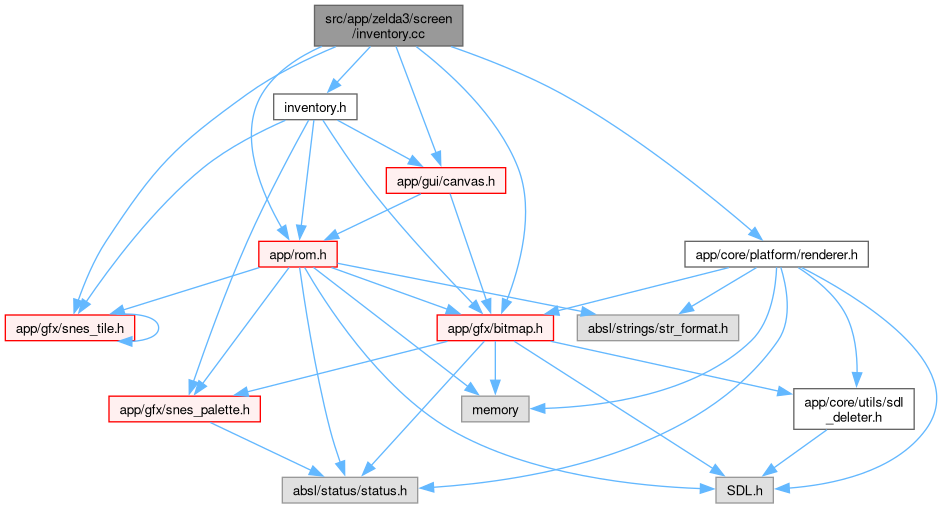 src/app/zelda3/screen
/inventory.cc
inventory.h
app/gui/canvas.h
app/rom.h
app/core/platform/renderer.h
app/gfx/snes_tile.h
app/gfx/bitmap.h
absl/strings/str_format.h
app/gfx/snes_palette.h
memory
app/core/utils/sdl
_deleter.h
absl/status/status.h
SDL.h